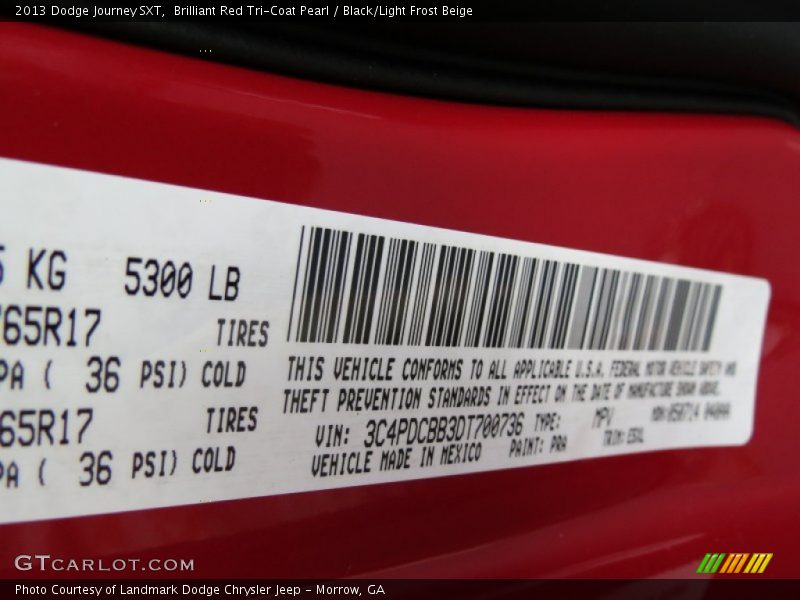 2013 Dodge Journey SXT, Brilliant Red Tri-Coat Pearl / Black/Light Frost Beige
KG 5300 LB
65R17 TIRES
PA ( 36 PSI) COLD
65R17 TIRES
PA ( 36 PSI) COLD
THIS VEHICLE CONFORMS TO ALL APPLICABLE U.S.A. FEDERAL MOTOR VEHICLE SAFETY AND
THEFT PREVENTION STANDARDS IN EFFECT ON THE DATE OF MANUFACTURE SHOWN ABOVE.
VIN: 3C4PDCBB3DT700736 TYPE: MPV
VEHICLE MADE IN MEXICO PAINT: PRA TRIM:
GTCARLOT.COM
Photo Courtesy of Landmark Dodge Chrysler Jeep - Morrow, GA